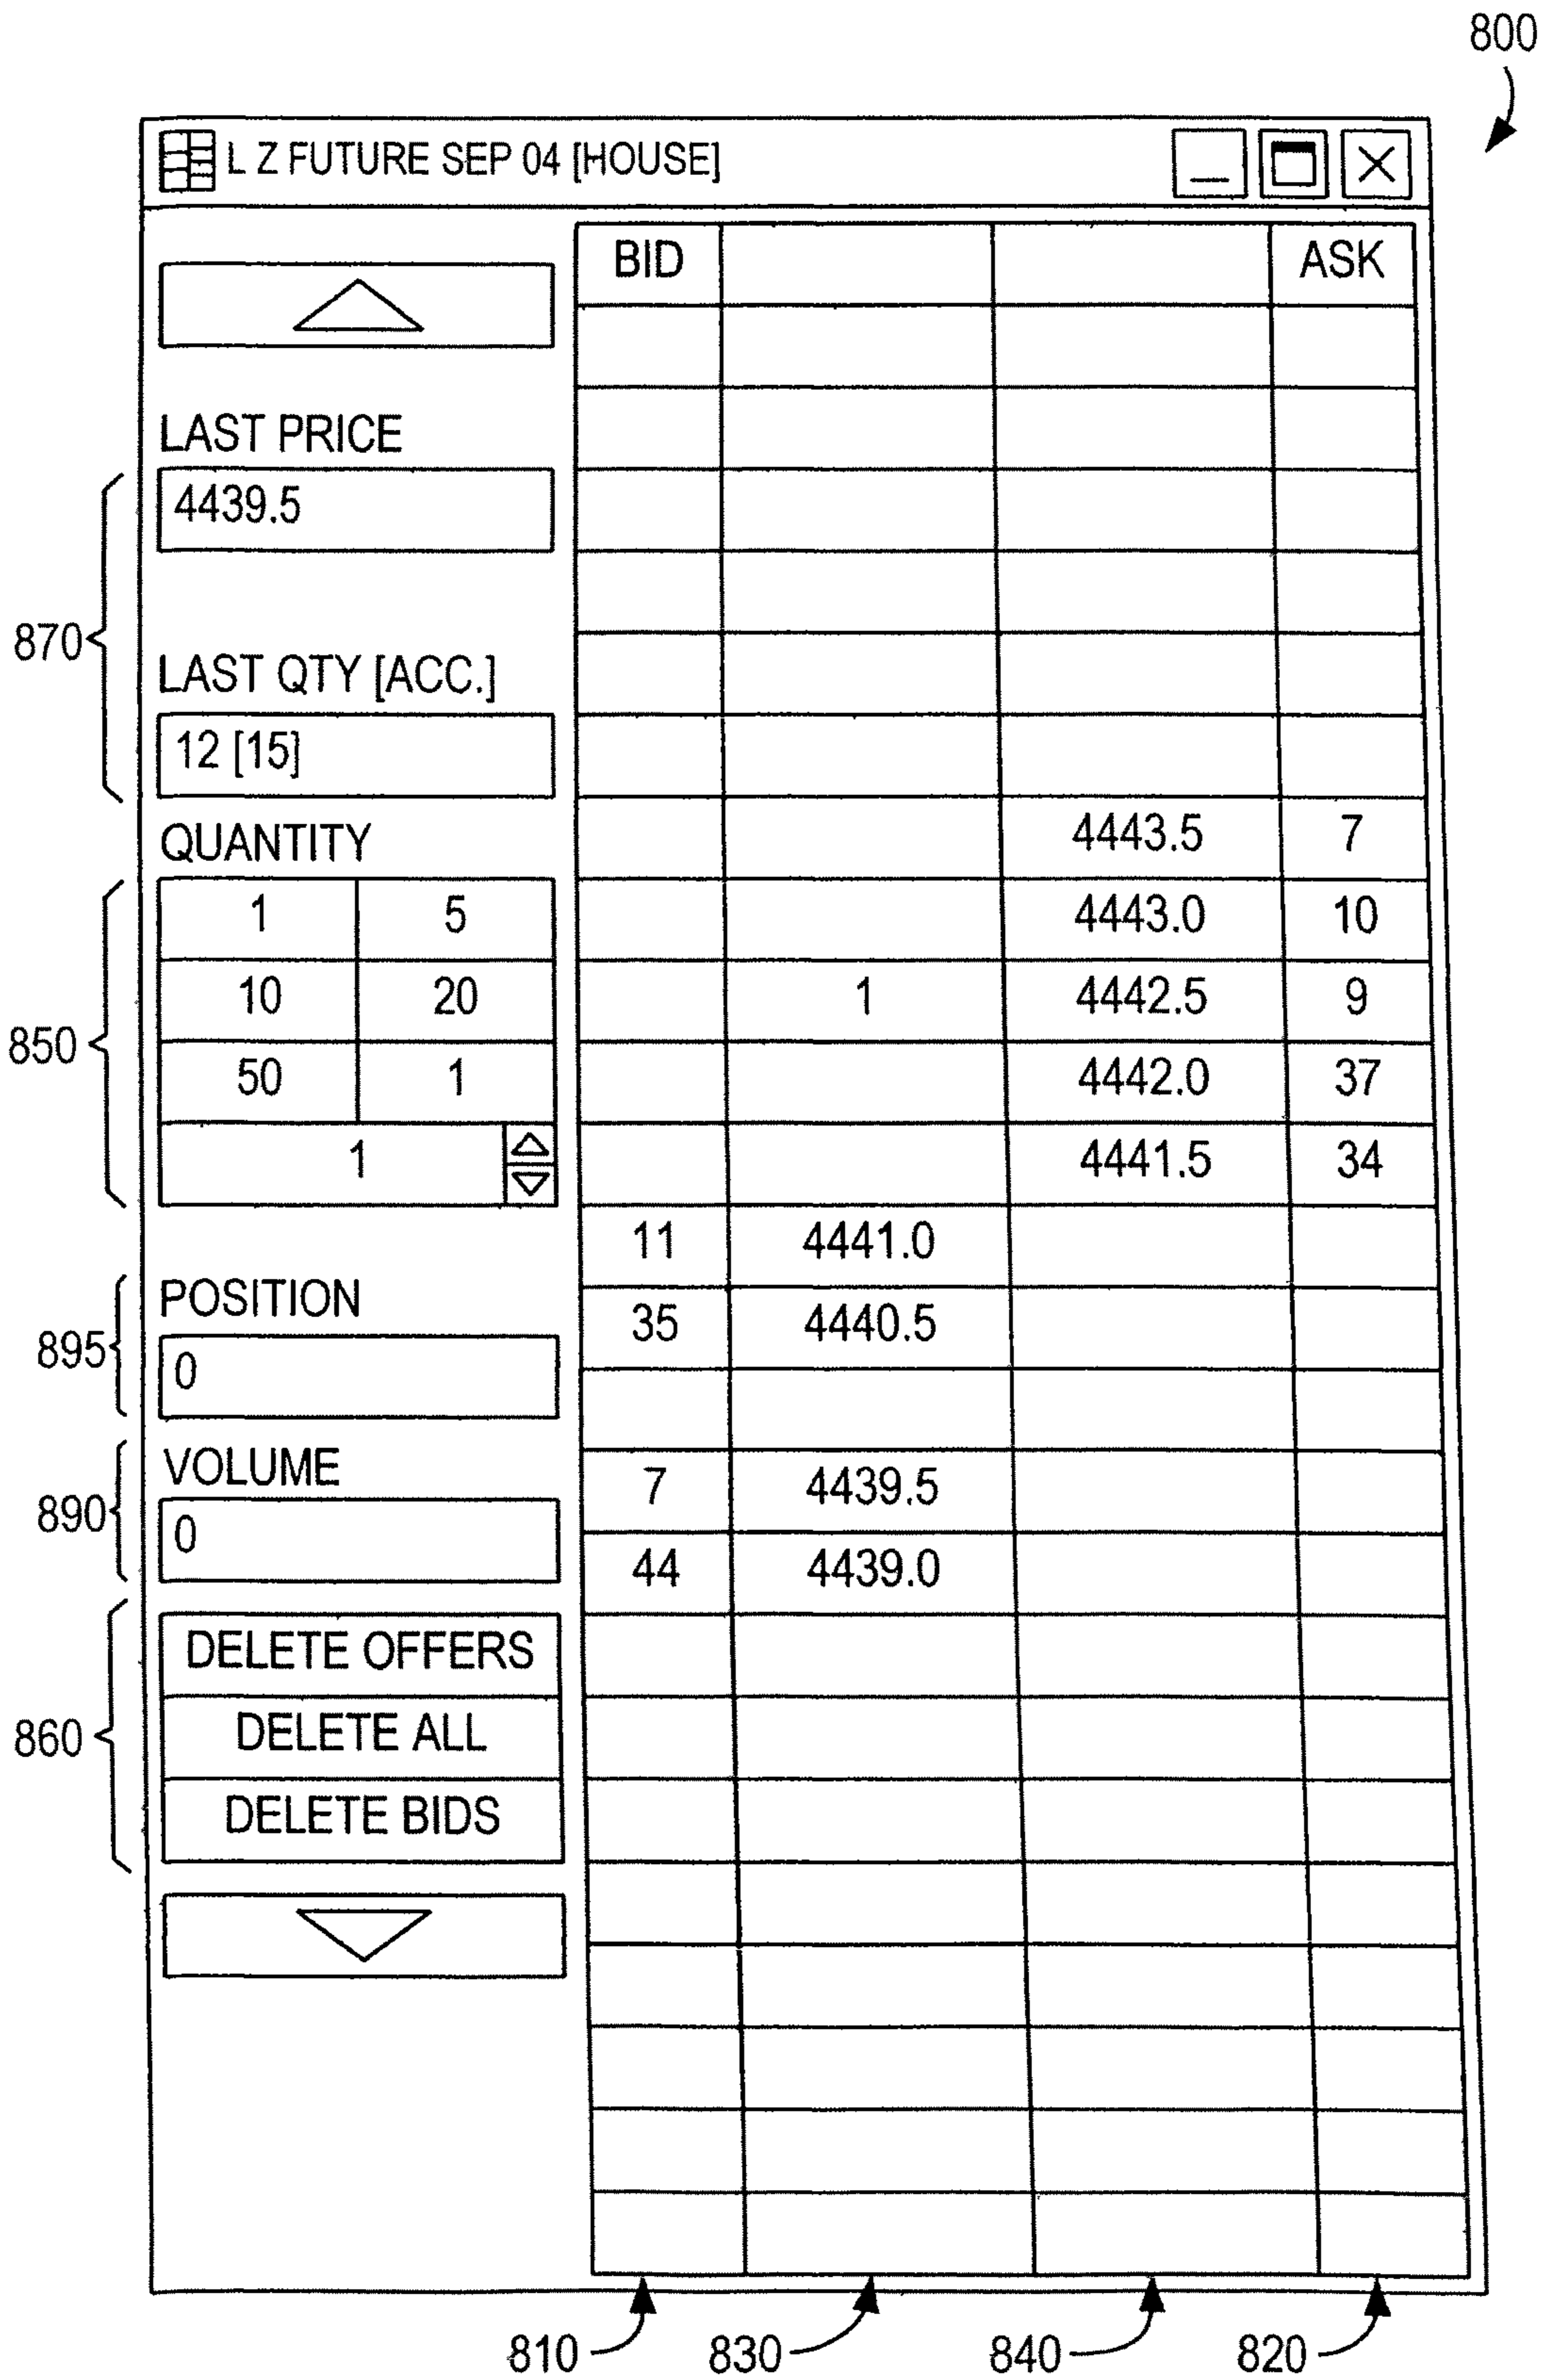 800
L Z FUTURE SEP 04 [HOUSE]
BID ASK
LAST PRICE
4439.5
870
LAST QTY [ACC.]
12 [15]
QUANTITY
4443.5 7
1 5
4443.0 10
10 20
1 4442.5 9
850
50 1
4442.0 37
1
4441.5 34
11 4441.0
POSITION
35 4440.5
895
0
VOLUME
7 4439.5
890
0
44 4439.0
DELETE OFFERS
860
DELETE ALL
DELETE BIDS
810 830 840 820